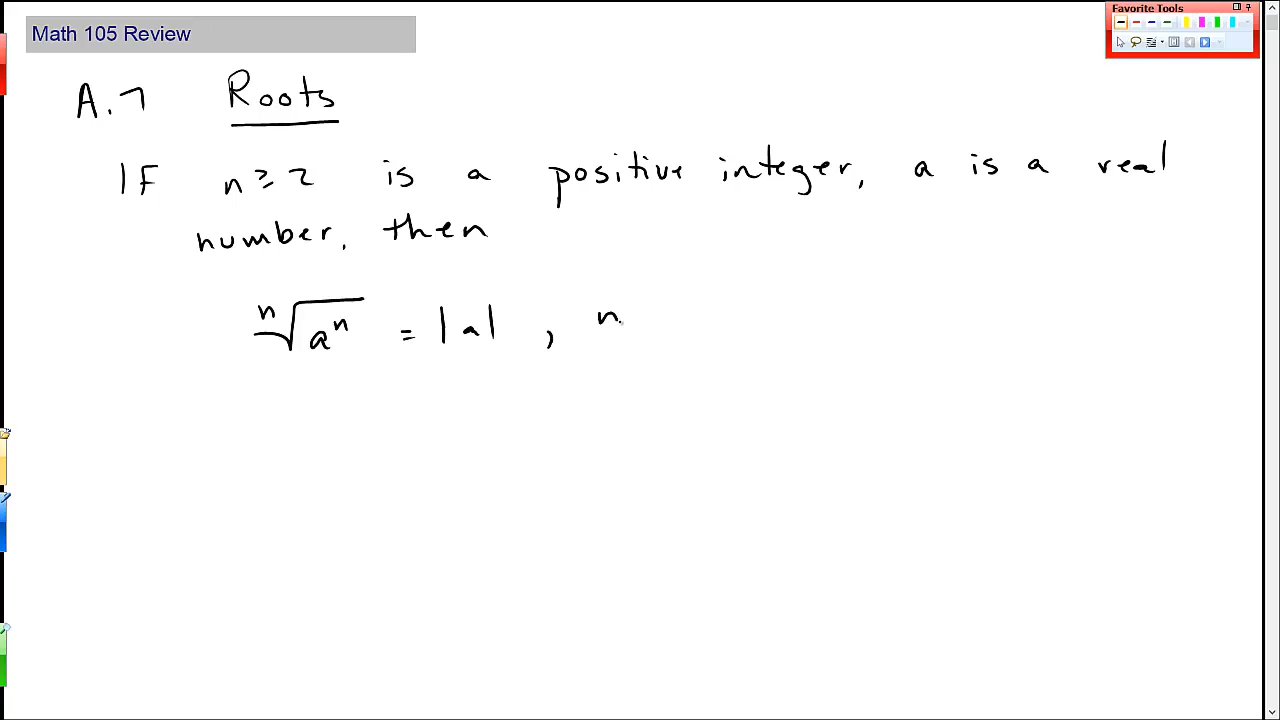 Favorite Tools
Math 105 Review
A.7 Roots
IF n ≥ 2 is a positive integer, a is a real
number, then
ⁿ√aⁿ = |a| , n